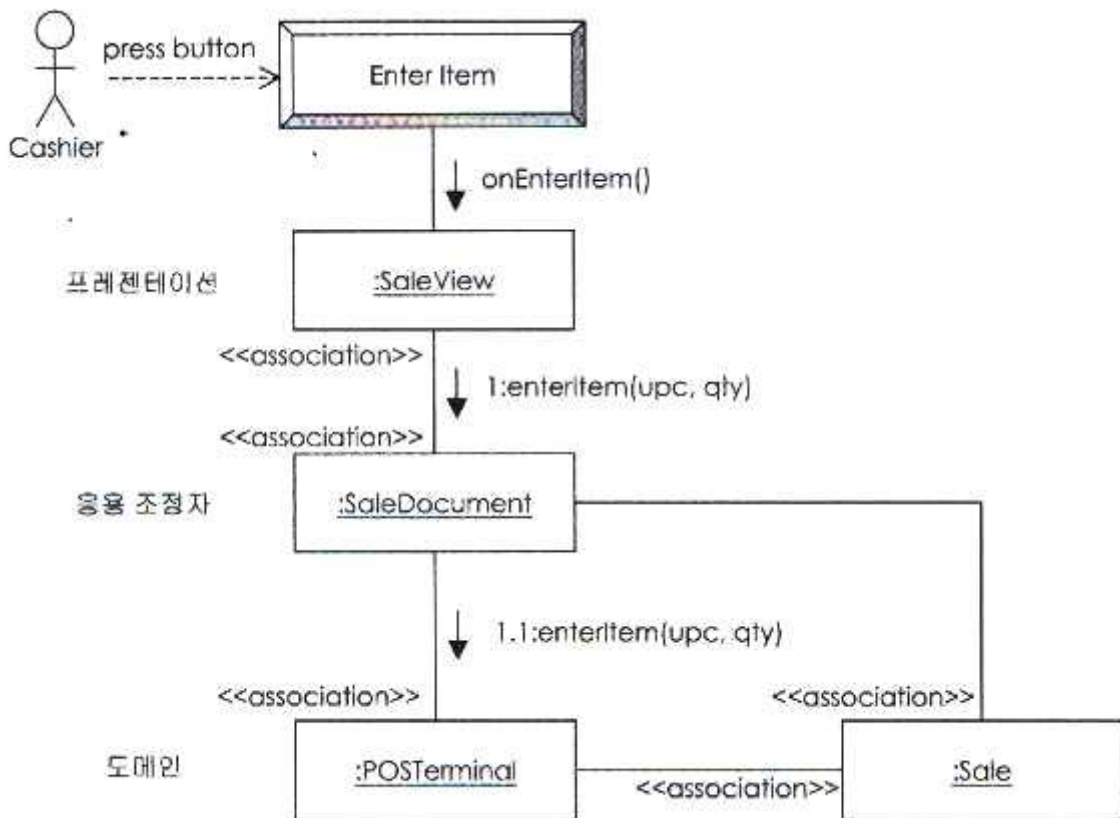 press button
Enter Item
Cashier
onEnterItem()
프레젠테이션
:SaleView
<<association>>
1:enterItem(upc, qty)
<<association>>
응용 조정자
:SaleDocument
1.1:enterItem(upc, qty)
<<association>>
<<association>>
도메인
:POSTerminal
<<association>>
:Sale